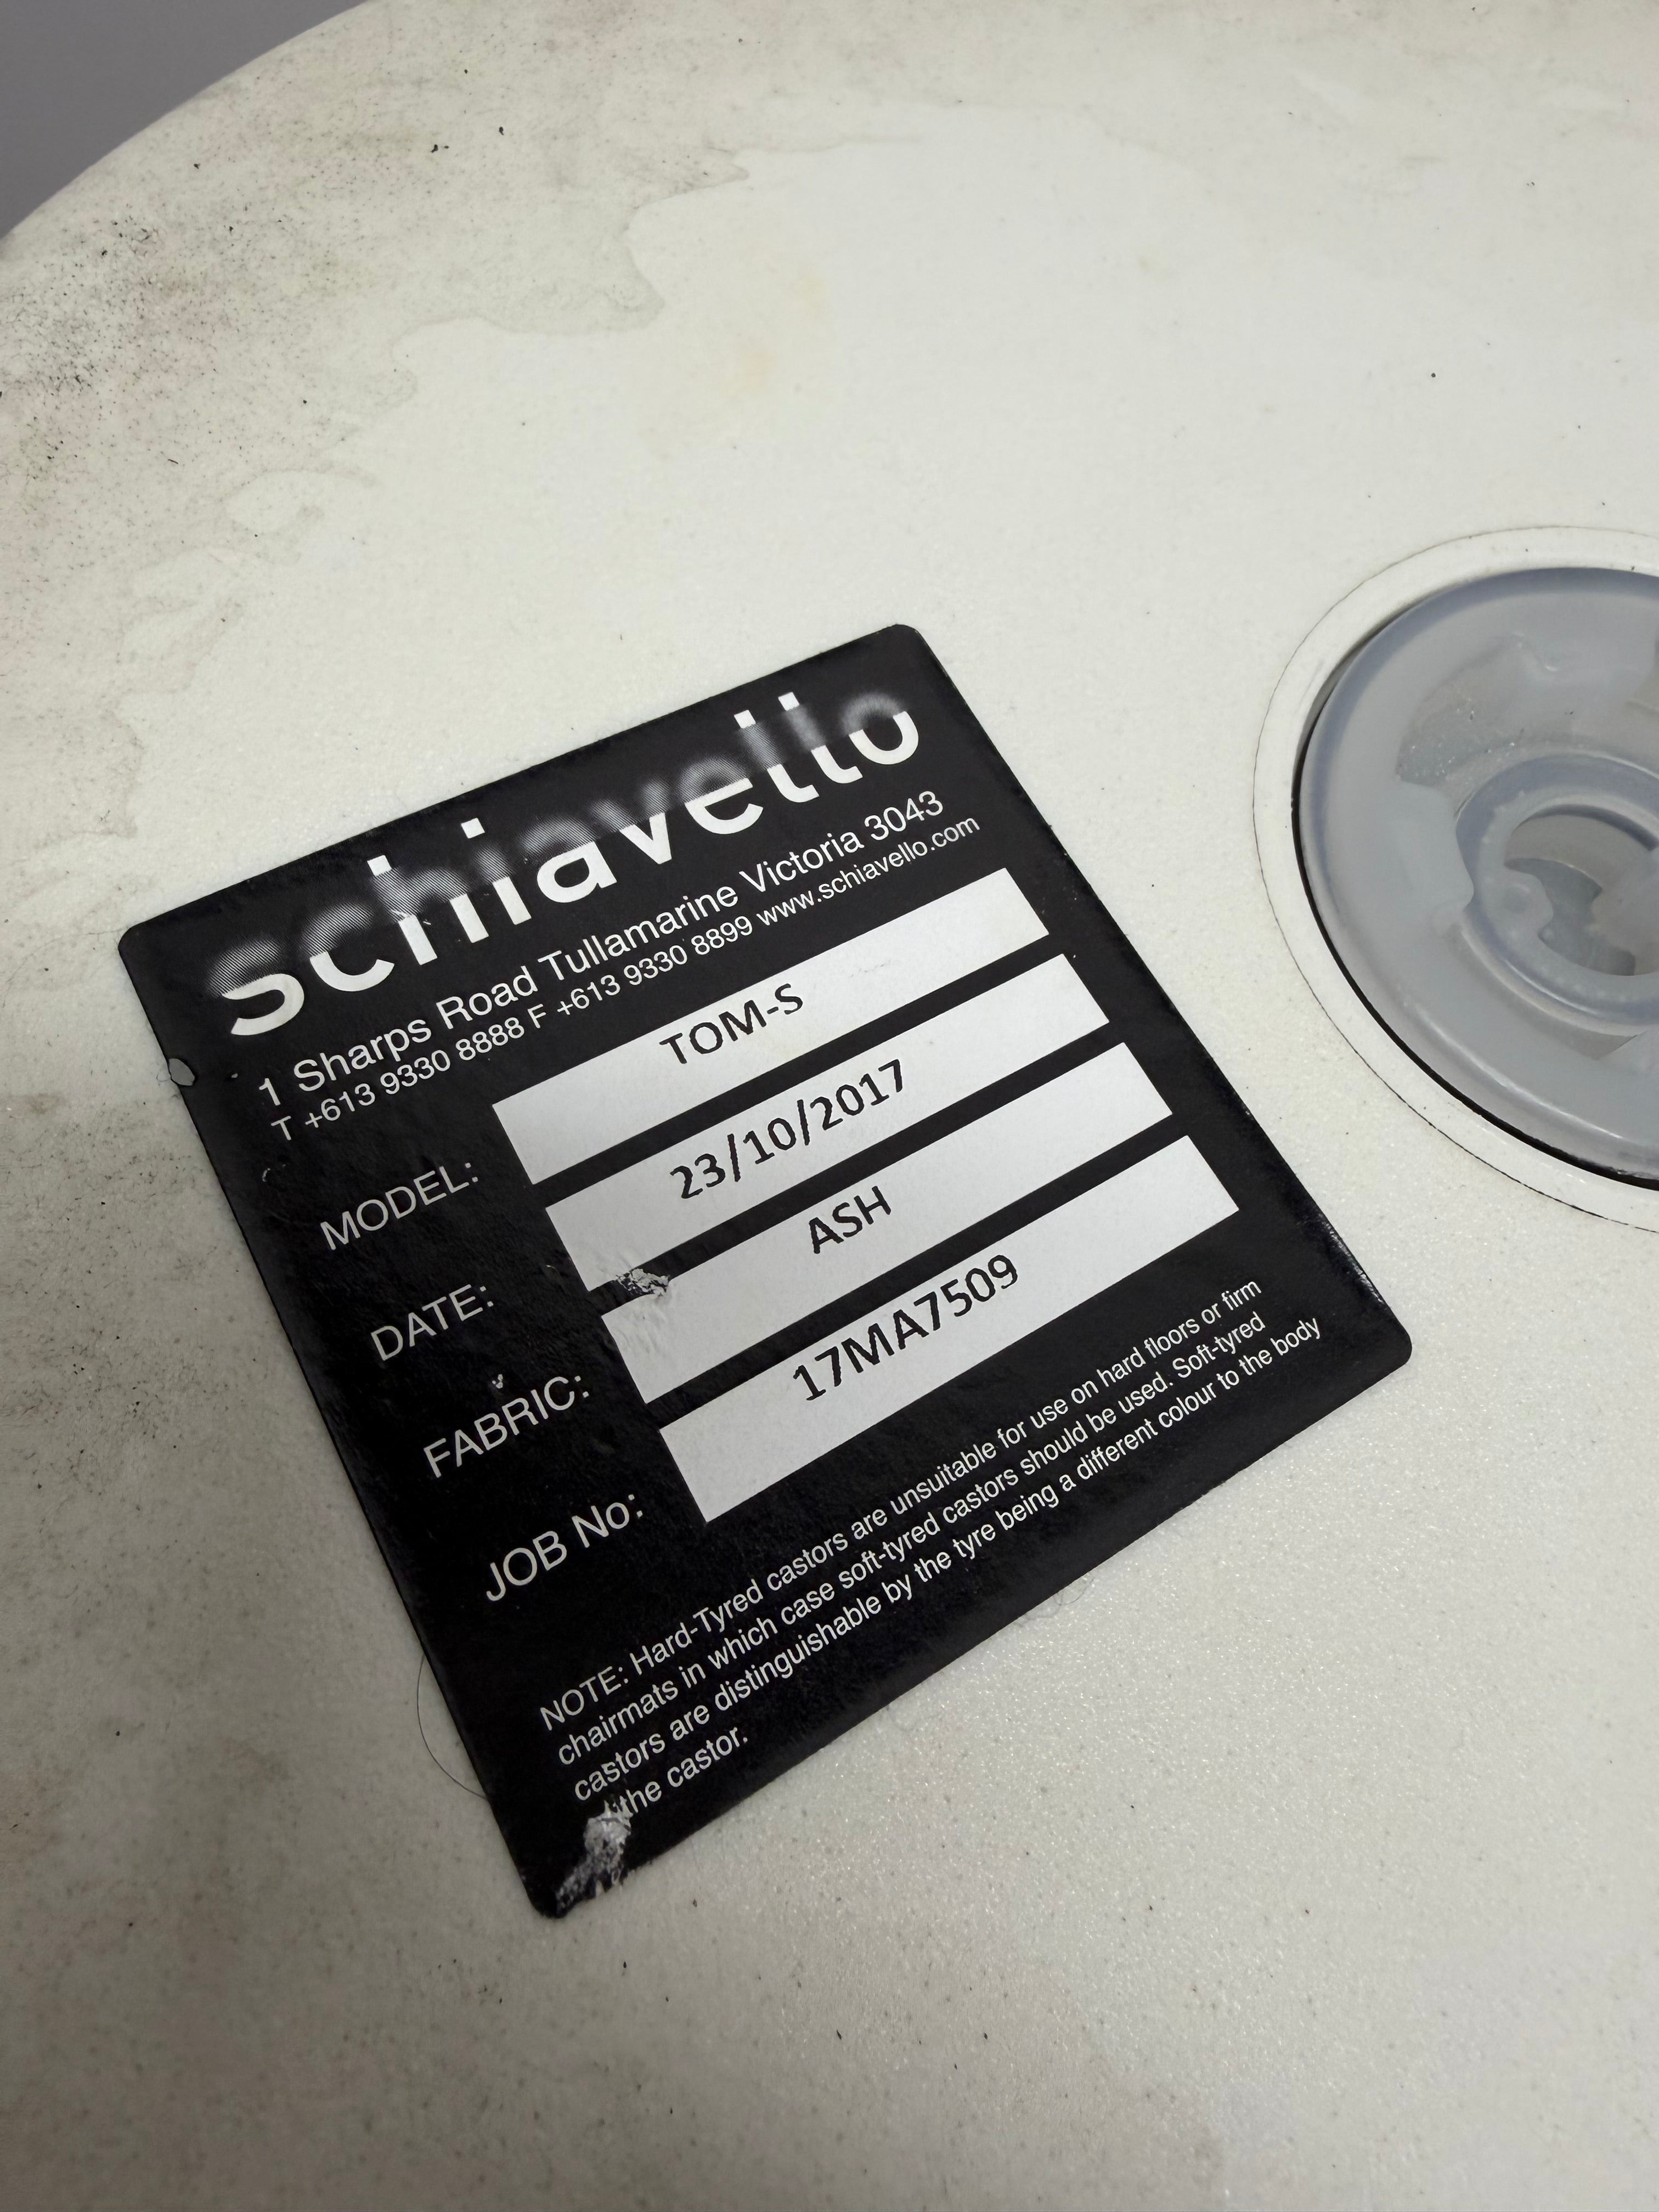 schiavello
1 Sharps Road Tullamarine Victoria 3043
T +613 9330 8888 F +613 9330 8899 www.schiavello.com
MODEL: TOM-S
DATE: 23/10/2017
FABRIC: ASH
JOB No: 17MA7509
NOTE: Hard-Tyred castors are unsuitable for use on hard floors or firm
chairmats in which case soft-tyred castors should be used. Soft-tyred
castors are distinguishable by the tyre being a different colour to the body
of the castor.